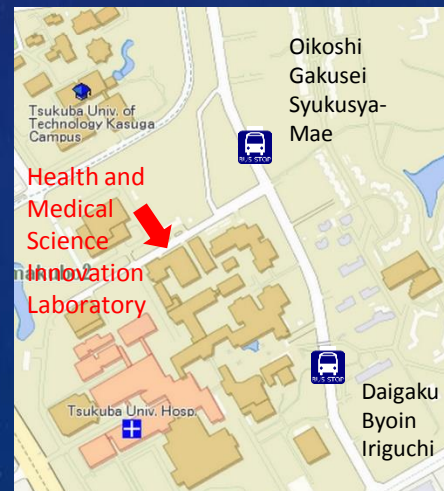 Oikoshi
Gakusei
Syukusya-
Mae
BUS STOP
Tsukuba Univ. of
Technology Kasuga
Campus
Health and
Medical
Science
Innovation
Laboratory
BUS STOP
Tsukuba Univ. Hosp.
Daigaku
Byoin
Iriguchi